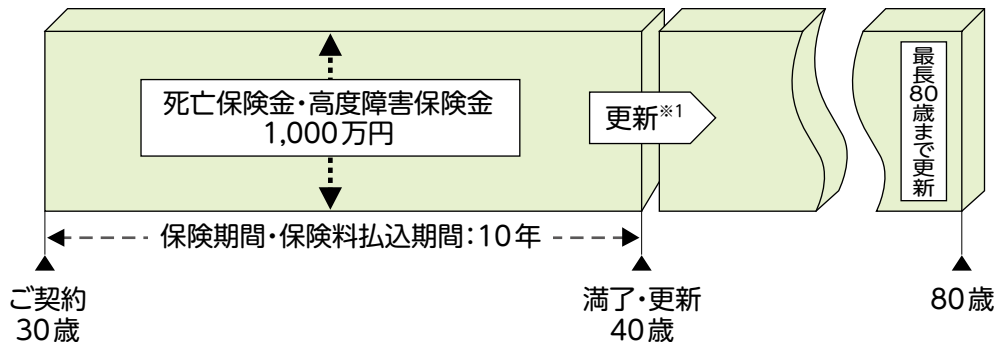 死亡保険金・高度障害保険金
1,000万円
更新※1
最長80歳まで更新
保険期間・保険料払込期間：10年
ご契約
30歳
満了・更新
40歳
80歳